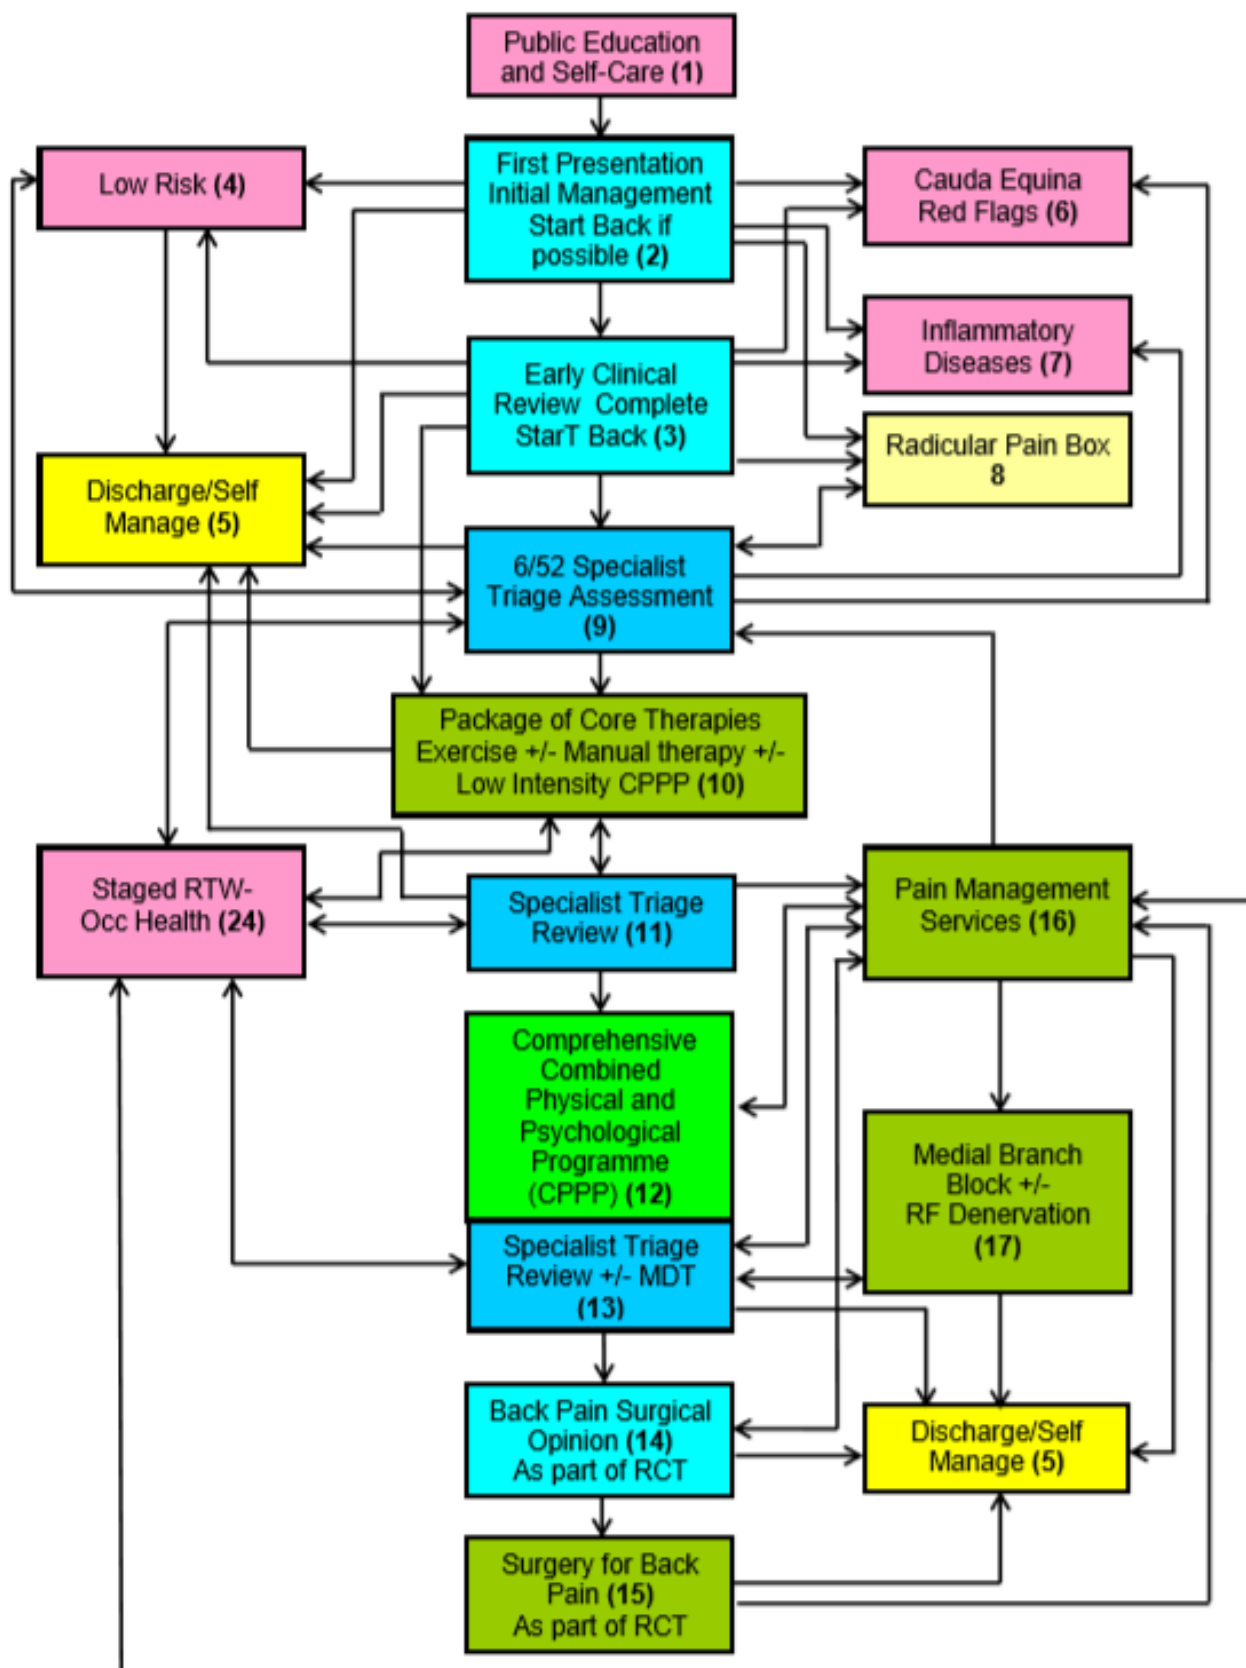 Public Education
and Self-Care (1)
First Presentation
Initial Management
Start Back if
possible (2)
Low Risk (4)
Cauda Equina
Red Flags (6)
Inflammatory
Diseases (7)
Early Clinical
Review Complete
StarT Back (3)
Radicular Pain Box
8
Discharge/Self
Manage (5)
6/52 Specialist
Triage Assessment
(9)
Package of Core Therapies
Exercise +/- Manual therapy +/-
Low Intensity CPPP (10)
Staged RTW-
Occ Health (24)
Specialist Triage
Review (11)
Pain Management
Services (16)
Comprehensive
Combined
Physical and
Psychological
Programme
(CPPP) (12)
Medial Branch
Block +/-
RF Denervation
(17)
Specialist Triage
Review +/- MDT
(13)
Back Pain Surgical
Opinion (14)
As part of RCT
Discharge/Self
Manage (5)
Surgery for Back
Pain (15)
As part of RCT